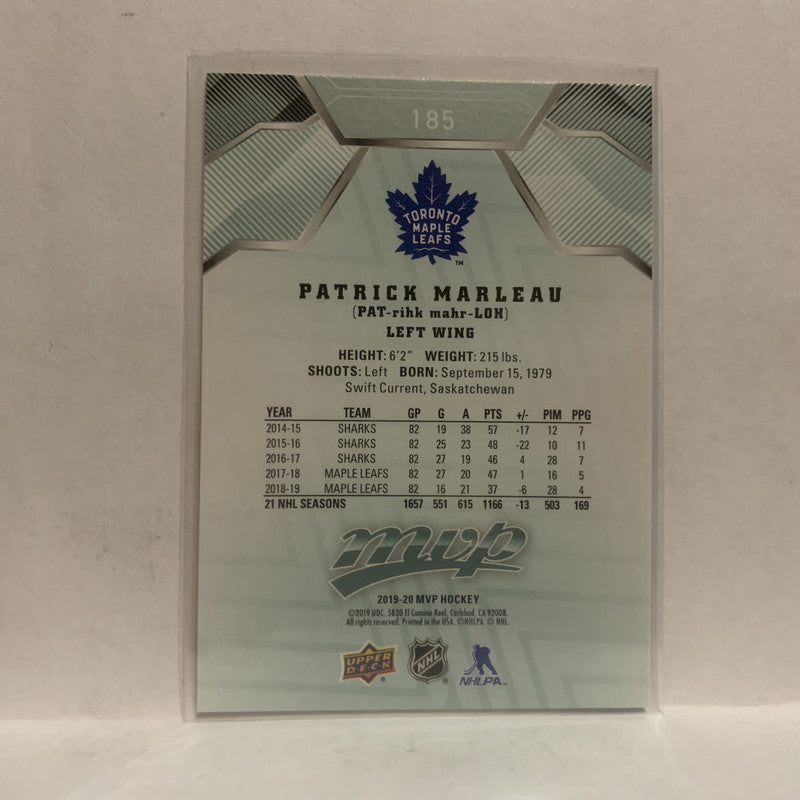 185
TORONTO
MAPLE
LEAFS
TM
PATRICK MARLEAU
(PAT-rihk mahr-LOH)
LEFT WING
HEIGHT: 6'2" WEIGHT: 215 lbs.
SHOOTS: Left BORN: September 15, 1979
Swift Current, Saskatchewan
YEAR TEAM GP G A PTS +/- PIM PPG
2014-15 SHARKS 82 19 38 57 -17 12 7
2015-16 SHARKS 82 25 23 48 -22 10 11
2016-17 SHARKS 82 27 19 46 4 28 7
2017-18 MAPLE LEAFS 82 27 20 47 1 16 5
2018-19 MAPLE LEAFS 82 16 21 37 -6 28 4
21 NHL SEASONS 1657 551 615 1166 -13 503 169
mvp
2019-20 MVP HOCKEY
©2019 UDC. 5830 El Camino Real, Carlsbad, CA 92008.
All rights reserved. Printed in the USA. ©NHLPA. © NHL.
UPPER DECK NHL NHLPA